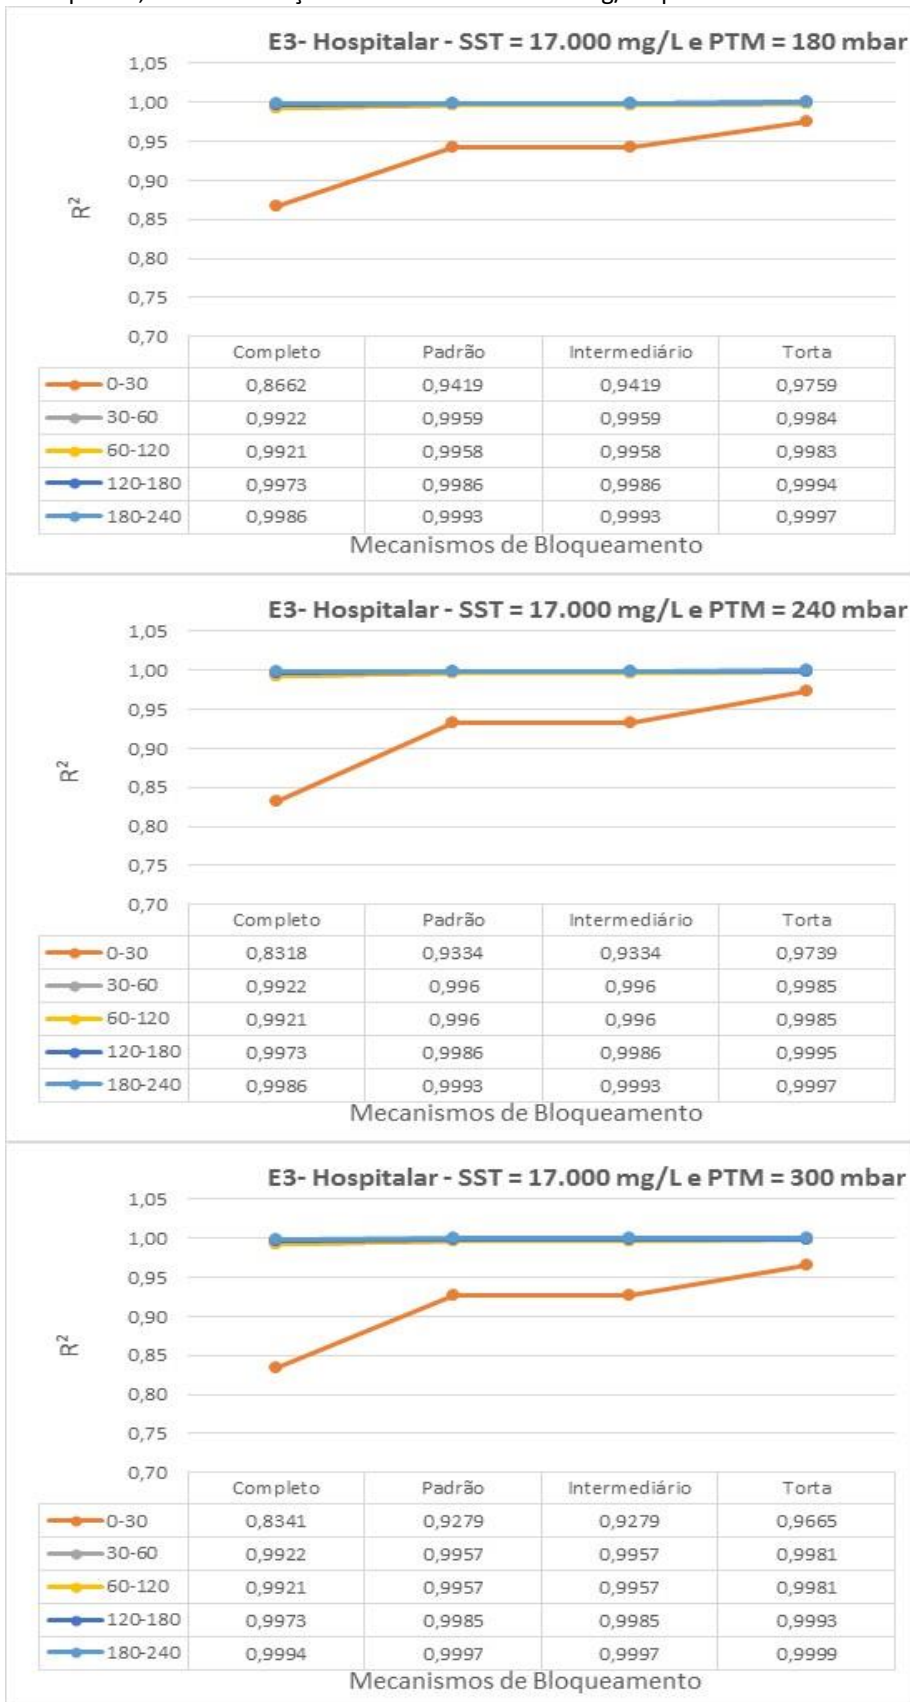 E3- Hospitalar - SST = 17.000 mg/L e PTM = 180 mbar
1,05
1,00
0,95
0,90
0,85
0,80
0,75
0,70
R²
Completo Padrão Intermediário Torta
0-30 0,8662 0,9419 0,9419 0,9759
30-60 0,9922 0,9959 0,9959 0,9984
60-120 0,9921 0,9958 0,9958 0,9983
120-180 0,9973 0,9986 0,9986 0,9994
180-240 0,9986 0,9993 0,9993 0,9997
Mecanismos de Bloqueamento
E3- Hospitalar - SST = 17.000 mg/L e PTM = 240 mbar
1,05
1,00
0,95
0,90
0,85
0,80
0,75
0,70
R²
Completo Padrão Intermediário Torta
0-30 0,8318 0,9334 0,9334 0,9739
30-60 0,9922 0,996 0,996 0,9985
60-120 0,9921 0,996 0,996 0,9985
120-180 0,9973 0,9986 0,9986 0,9995
180-240 0,9986 0,9993 0,9993 0,9997
Mecanismos de Bloqueamento
E3- Hospitalar - SST = 17.000 mg/L e PTM = 300 mbar
1,05
1,00
0,95
0,90
0,85
0,80
0,75
0,70
R²
Completo Padrão Intermediário Torta
0-30 0,8341 0,9279 0,9279 0,9665
30-60 0,9922 0,9957 0,9957 0,9981
60-120 0,9921 0,9957 0,9957 0,9981
120-180 0,9973 0,9985 0,9985 0,9993
180-240 0,9994 0,9997 0,9997 0,9999
Mecanismos de Bloqueamento